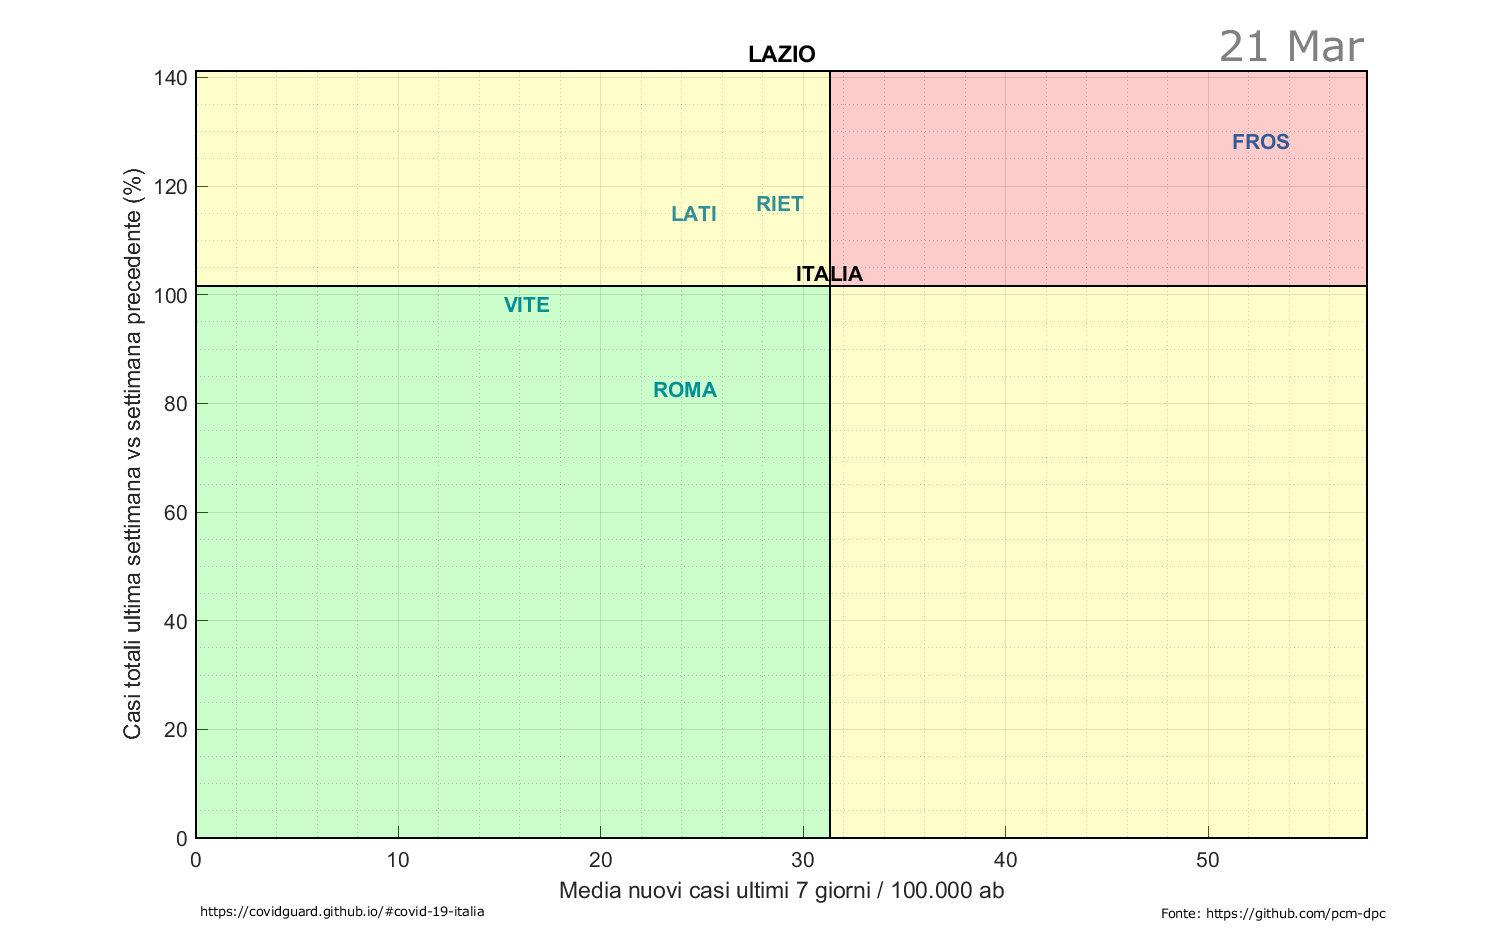 LAZIO
21 Mar
Casi totali ultima settimana vs settimana precedente (%)
140
120
100
80
60
40
20
0
FROS
RIET
LATI
ITALIA
VITE
ROMA
0 10 20 30 40 50
Media nuovi casi ultimi 7 giorni / 100.000 ab
https://covidguard.github.io/#covid-19-italia
Fonte: https://github.com/pcm-dpc